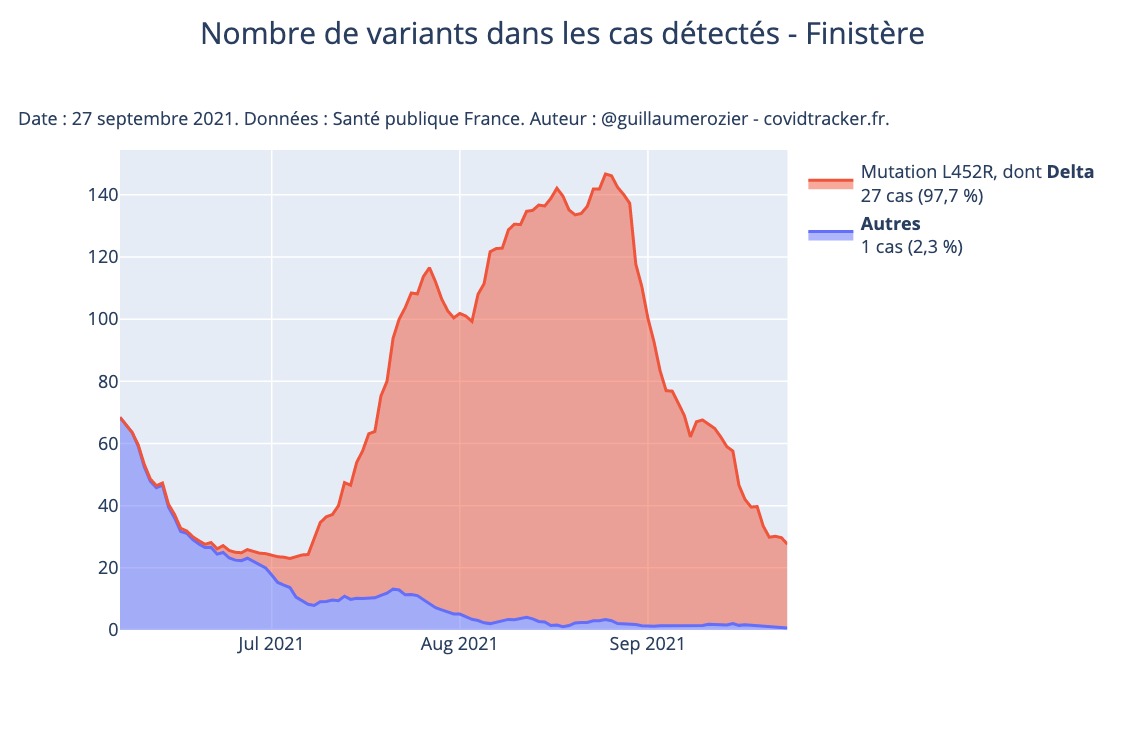 Nombre de variants dans les cas détectés - Finistère
Date : 27 septembre 2021. Données : Santé publique France. Auteur : @guillaumerozier - covidtracker.fr.
Mutation L452R, dont Delta
27 cas (97,7 %)
Autres
1 cas (2,3 %)
140
120
100
80
60
40
20
0
Jul 2021
Aug 2021
Sep 2021